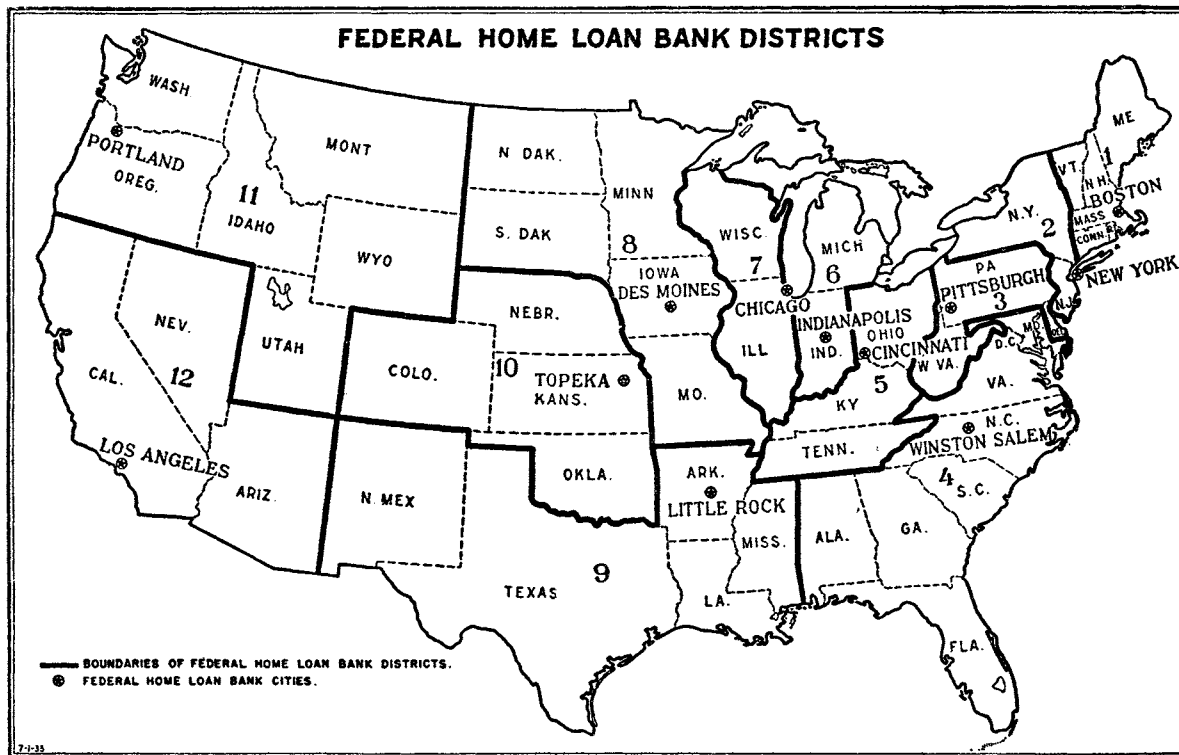 FEDERAL HOME LOAN BANK DISTRICTS
WASH.
PORTLAND
OREG.
MONT
11
IDAHO
WYO
N DAK.
S. DAK
MINN
8
IOWA
DES MOINES
WISC.
7
MICH
6
CHICAGO
ILL
INDIANAPOLIS
IND.
OHIO
CINCINNATI
5
KY
W VA.
PA
PITTSBURGH
3
N.Y.
2
VT.
N.H.
ME
1
BOSTON
MASS
CONN.
NEW YORK
N.J.
MD.
DEL
D.C.
VA.
N.C.
WINSTON SALEM
4
S.C.
TENN.
NEBR.
10
TOPEKA
KANS.
MO.
COLO.
UTAH
NEV.
12
CAL.
LOS ANGELES
ARIZ.
N. MEX
OKLA.
ARK.
LITTLE ROCK
MISS.
ALA.
GA.
TEXAS
9
LA.
FLA.
BOUNDARIES OF FEDERAL HOME LOAN BANK DISTRICTS.
FEDERAL HOME LOAN BANK CITIES.
7-1-35